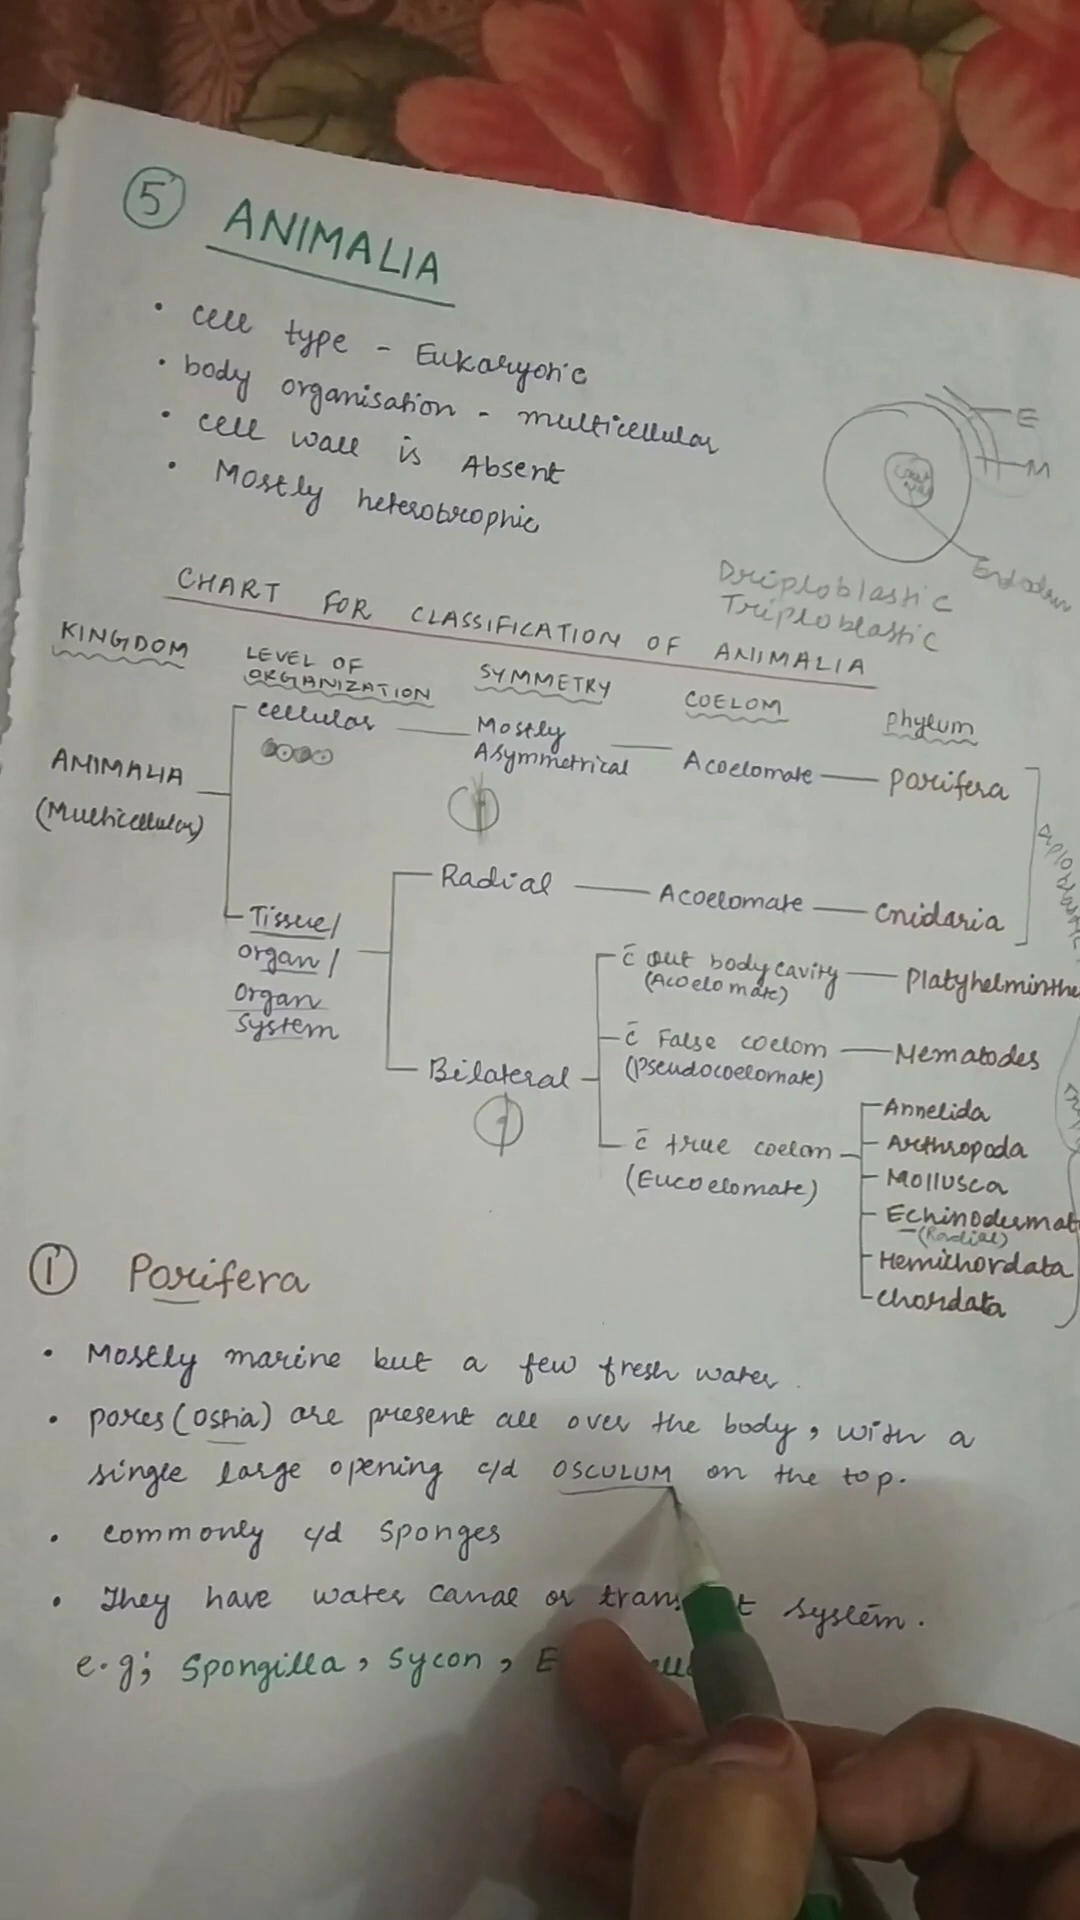 5 ANIMALIA
• cell type - Eukaryotic
• body organisation - multicellular
• cell wall is Absent
• Mostly heterotrophic
E
M
Driploblastic
Triploblastic
CHART FOR CLASSIFICATION OF ANIMALIA
KINGDOM LEVEL OF ORGANIZATION SYMMETRY COELOM Phylum
ANIMALIA
(Multicellular)
cellular Mostly Asymmetrical Acoelomate Porifera
Tissue/
organ/
organ
system
Radial Acoelomate Cnidaria
Bilateral
c̄ out body cavity Platyhelminthe
(Acoelomate)
c̄ False coelom Nematodes
(Pseudocoelomate)
c̄ true coelom
(Eucoelomate)
Annelida
Arthropoda
Mollusca
Echinodermat
(Radial)
Hemichordata
Chordata
1 Porifera
• Mostly marine but a few fresh water.
• pores (ostia) are present all over the body, with a
single large opening c/d OSCULUM on the top.
• commonly c/d Sponges
• They have water canal or system.
e.g; Spongilla, Sycon,